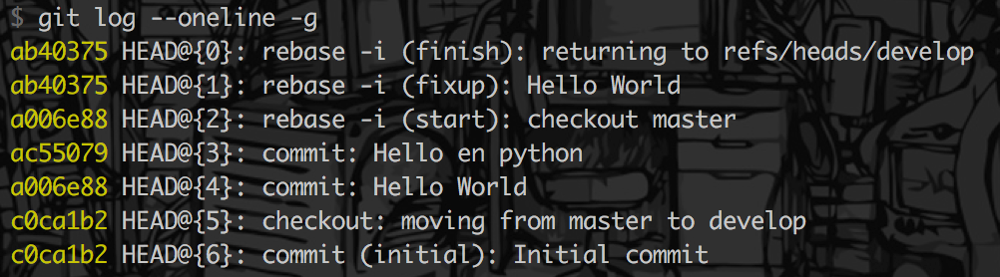 $ git log --oneline -g
ab40375 HEAD@{0}: rebase -i (finish): returning to refs/heads/develop
ab40375 HEAD@{1}: rebase -i (fixup): Hello World
a006e88 HEAD@{2}: rebase -i (start): checkout master
ac55079 HEAD@{3}: commit: Hello en python
a006e88 HEAD@{4}: commit: Hello World
c0ca1b2 HEAD@{5}: checkout: moving from master to develop
c0ca1b2 HEAD@{6}: commit (initial): Initial commit